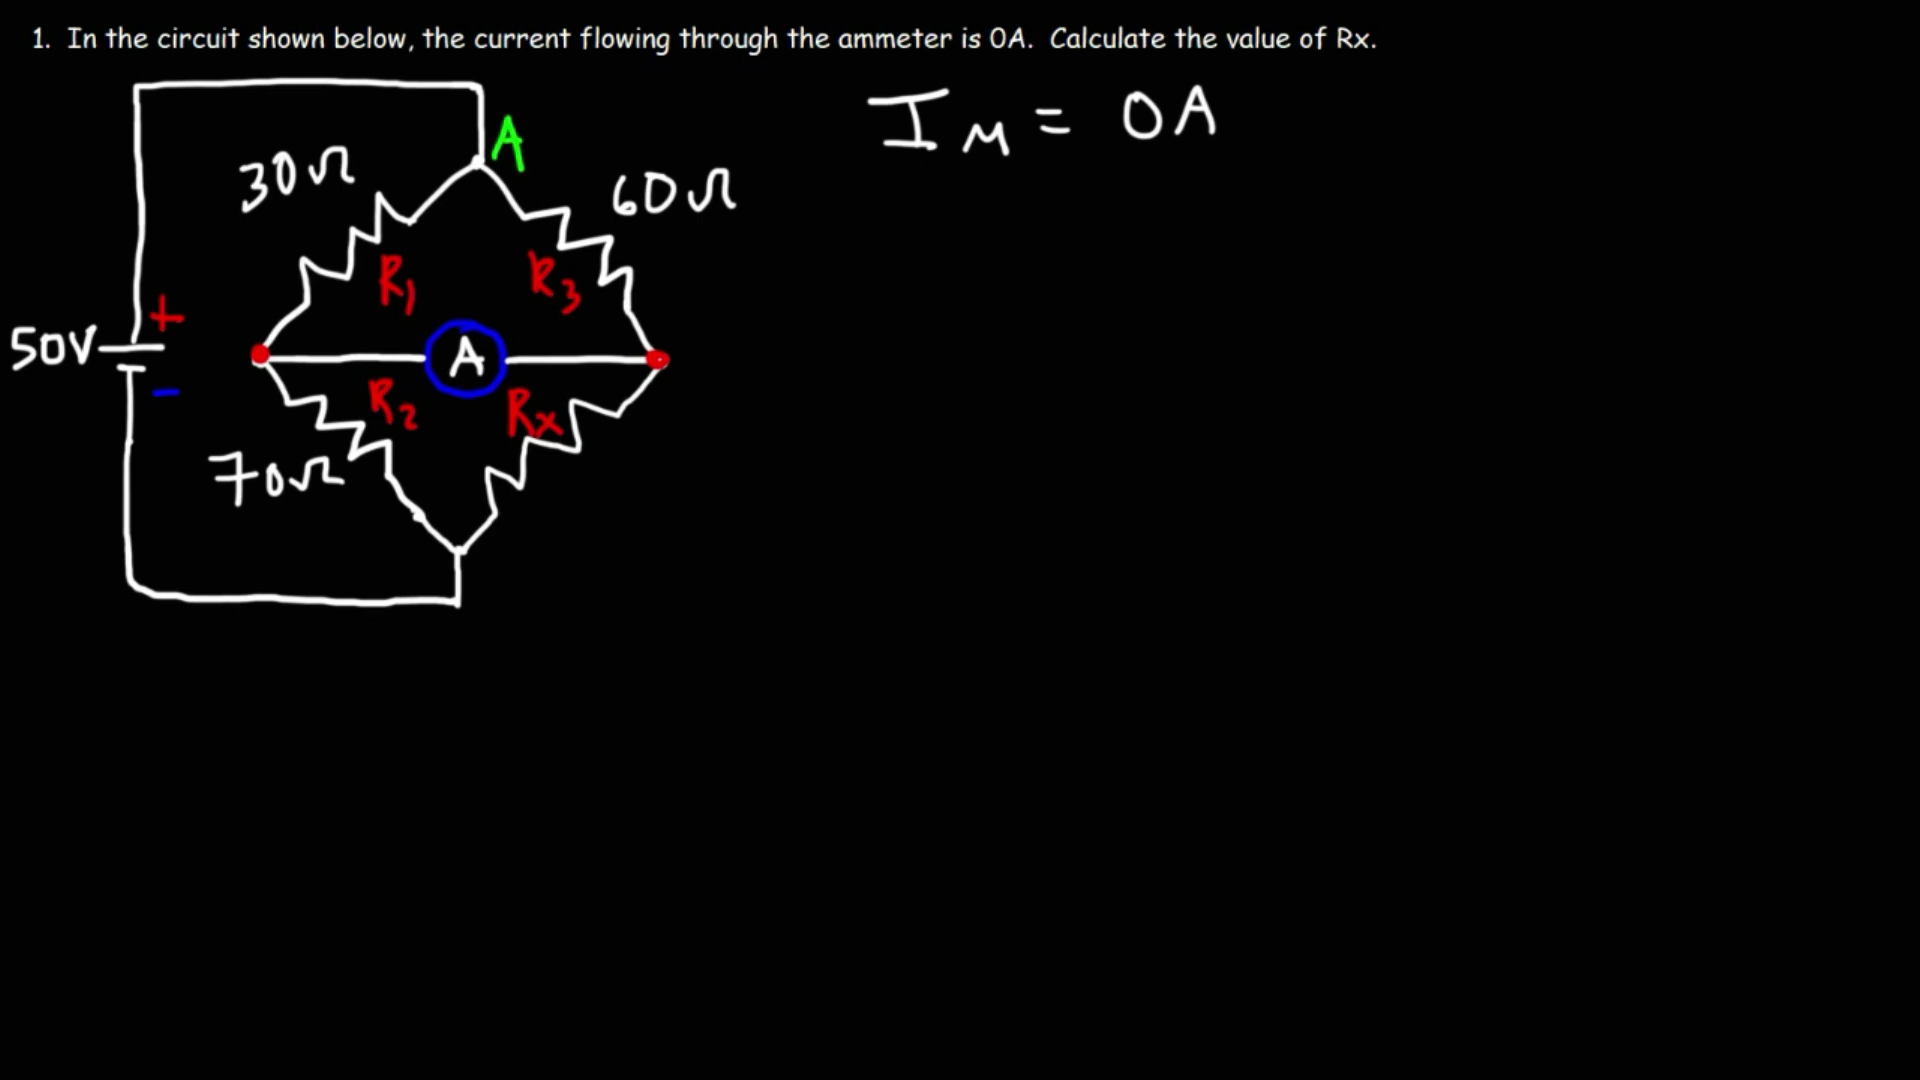 1. In the circuit shown below, the current flowing through the ammeter is 0A. Calculate the value of Rx.
I_M = 0A
A
30Ω
60Ω
R₁
R₃
+
50V
A
−
R₂
Rx
70Ω